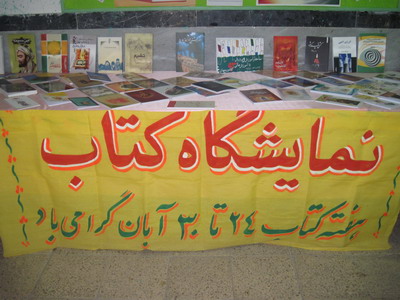 نمایشگاه کتاب
هفته کتاب ۲۴ تا ۳۰ آبان گرامی باد